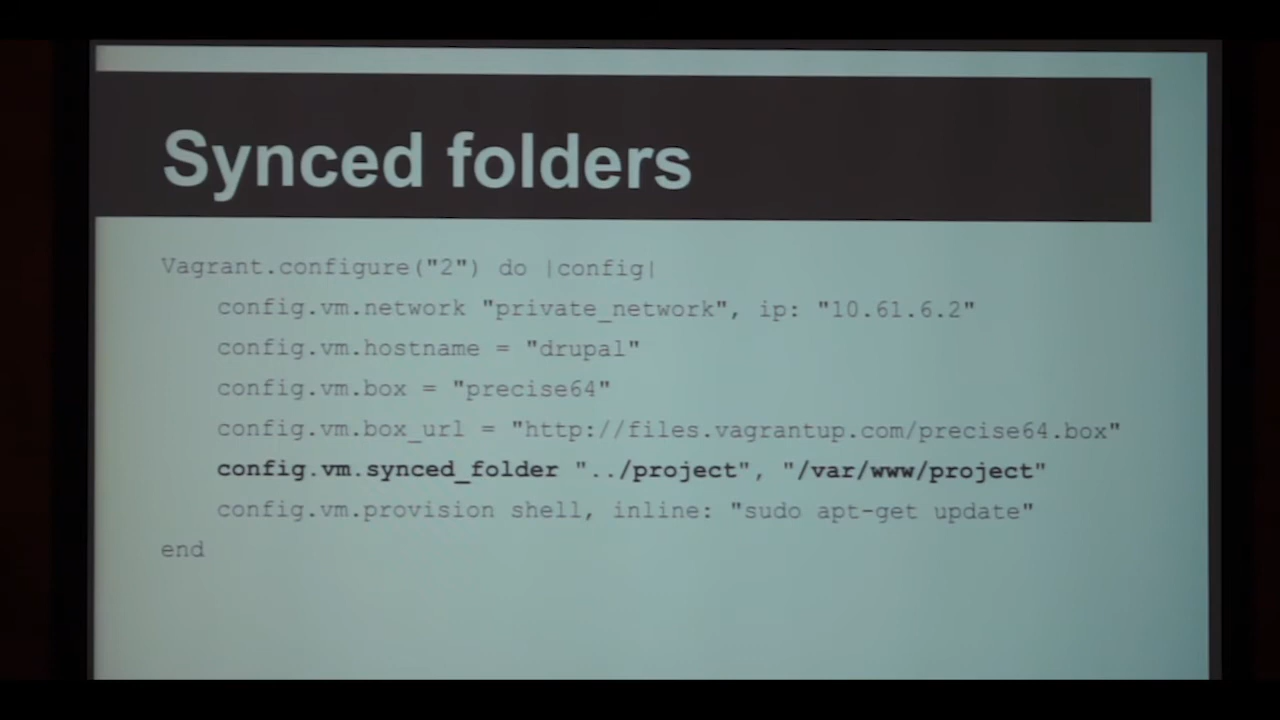 Synced folders
Vagrant.configure("2") do |config|
config.vm.network "private_network", ip: "10.61.6.2"
config.vm.hostname = "drupal"
config.vm.box = "precise64"
config.vm.box_url = "http://files.vagrantup.com/precise64.box"
config.vm.synced_folder "../project", "/var/www/project"
config.vm.provision shell, inline: "sudo apt-get update"
end